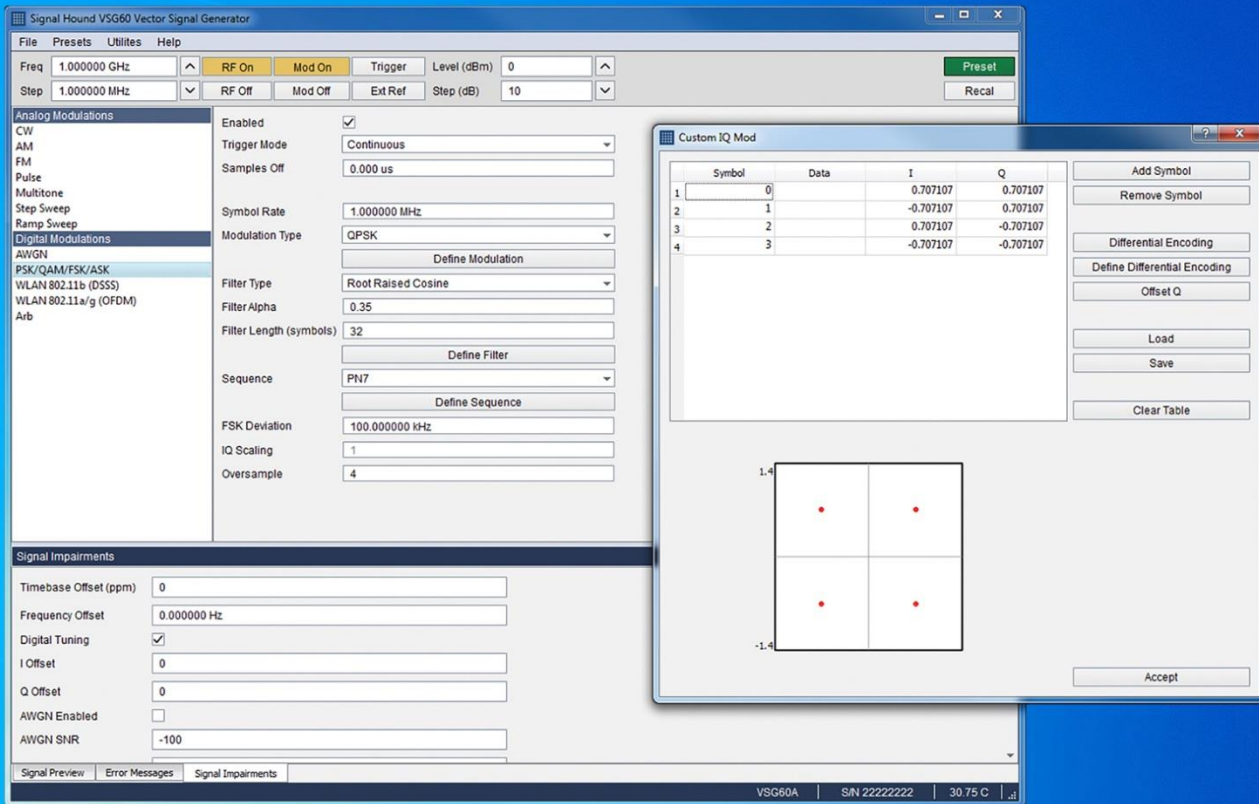 Signal Hound VSG60 Vector Signal Generator
File Presets Utilites Help
Freq 1.000000 GHz RF On Mod On Trigger Level (dBm) 0 Preset
Step 1.000000 MHz RF Off Mod Off Ext Ref Step (dB) 10 Recal
Analog Modulations
CW
AM
FM
Pulse
Multitone
Step Sweep
Ramp Sweep
Digital Modulations
AWGN
PSK/QAM/FSK/ASK
WLAN 802.11b (DSSS)
WLAN 802.11a/g (OFDM)
Arb
Enabled
Trigger Mode Continuous
Samples Off 0.000 us
Symbol Rate 1.000000 MHz
Modulation Type QPSK
Define Modulation
Filter Type Root Raised Cosine
Filter Alpha 0.35
Filter Length (symbols) 32
Define Filter
Sequence PN7
Define Sequence
FSK Deviation 100.000000 kHz
IQ Scaling 1
Oversample 4
Custom IQ Mod
Symbol Data I Q
1 0 0.707107 0.707107
2 1 -0.707107 0.707107
3 2 0.707107 -0.707107
4 3 -0.707107 -0.707107
Add Symbol
Remove Symbol
Differential Encoding
Define Differential Encoding
Offset Q
Load
Save
Clear Table
1.4
-1.4
Accept
Signal Impairments
Timebase Offset (ppm) 0
Frequency Offset 0.000000 Hz
Digital Tuning
I Offset 0
Q Offset 0
AWGN Enabled
AWGN SNR -100
Signal Preview Error Messages Signal Impairments
VSG60A S/N 22222222 30.75 C